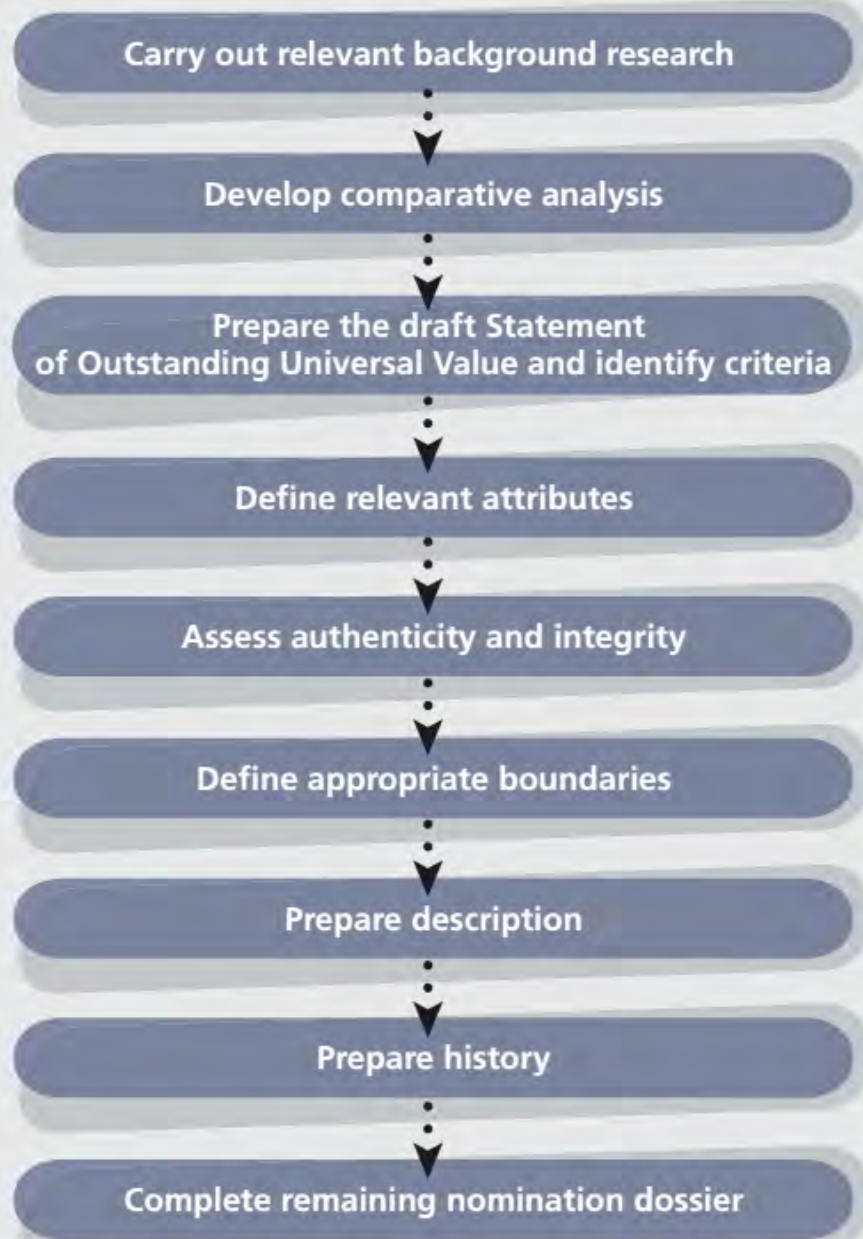 Carry out relevant background research
Develop comparative analysis
Prepare the draft Statement
of Outstanding Universal Value and identify criteria
Define relevant attributes
Assess authenticity and integrity
Define appropriate boundaries
Prepare description
Prepare history
Complete remaining nomination dossier